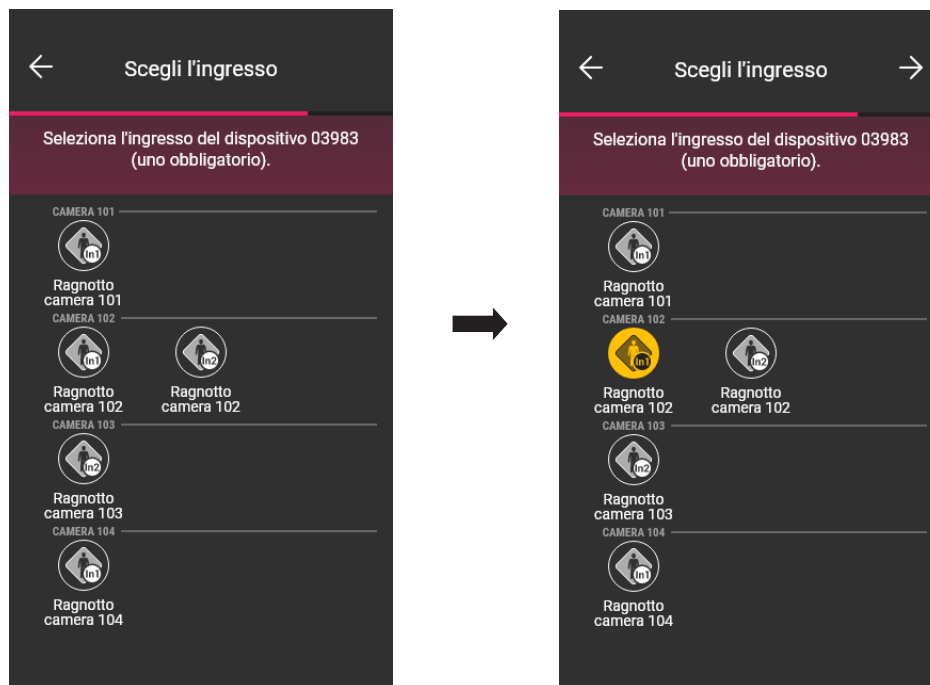 Scegli l'ingresso
Seleziona l'ingresso del dispositivo 03983
(uno obbligatorio).
CAMERA 101
In1
Ragnotto
camera 101
CAMERA 102
In1
In2
Ragnotto
camera 102
Ragnotto
camera 102
CAMERA 103
In2
Ragnotto
camera 103
CAMERA 104
In1
Ragnotto
camera 104
Scegli l'ingresso
Seleziona l'ingresso del dispositivo 03983
(uno obbligatorio).
CAMERA 101
In1
Ragnotto
camera 101
CAMERA 102
In1
In2
Ragnotto
camera 102
Ragnotto
camera 102
CAMERA 103
In2
Ragnotto
camera 103
CAMERA 104
In1
Ragnotto
camera 104